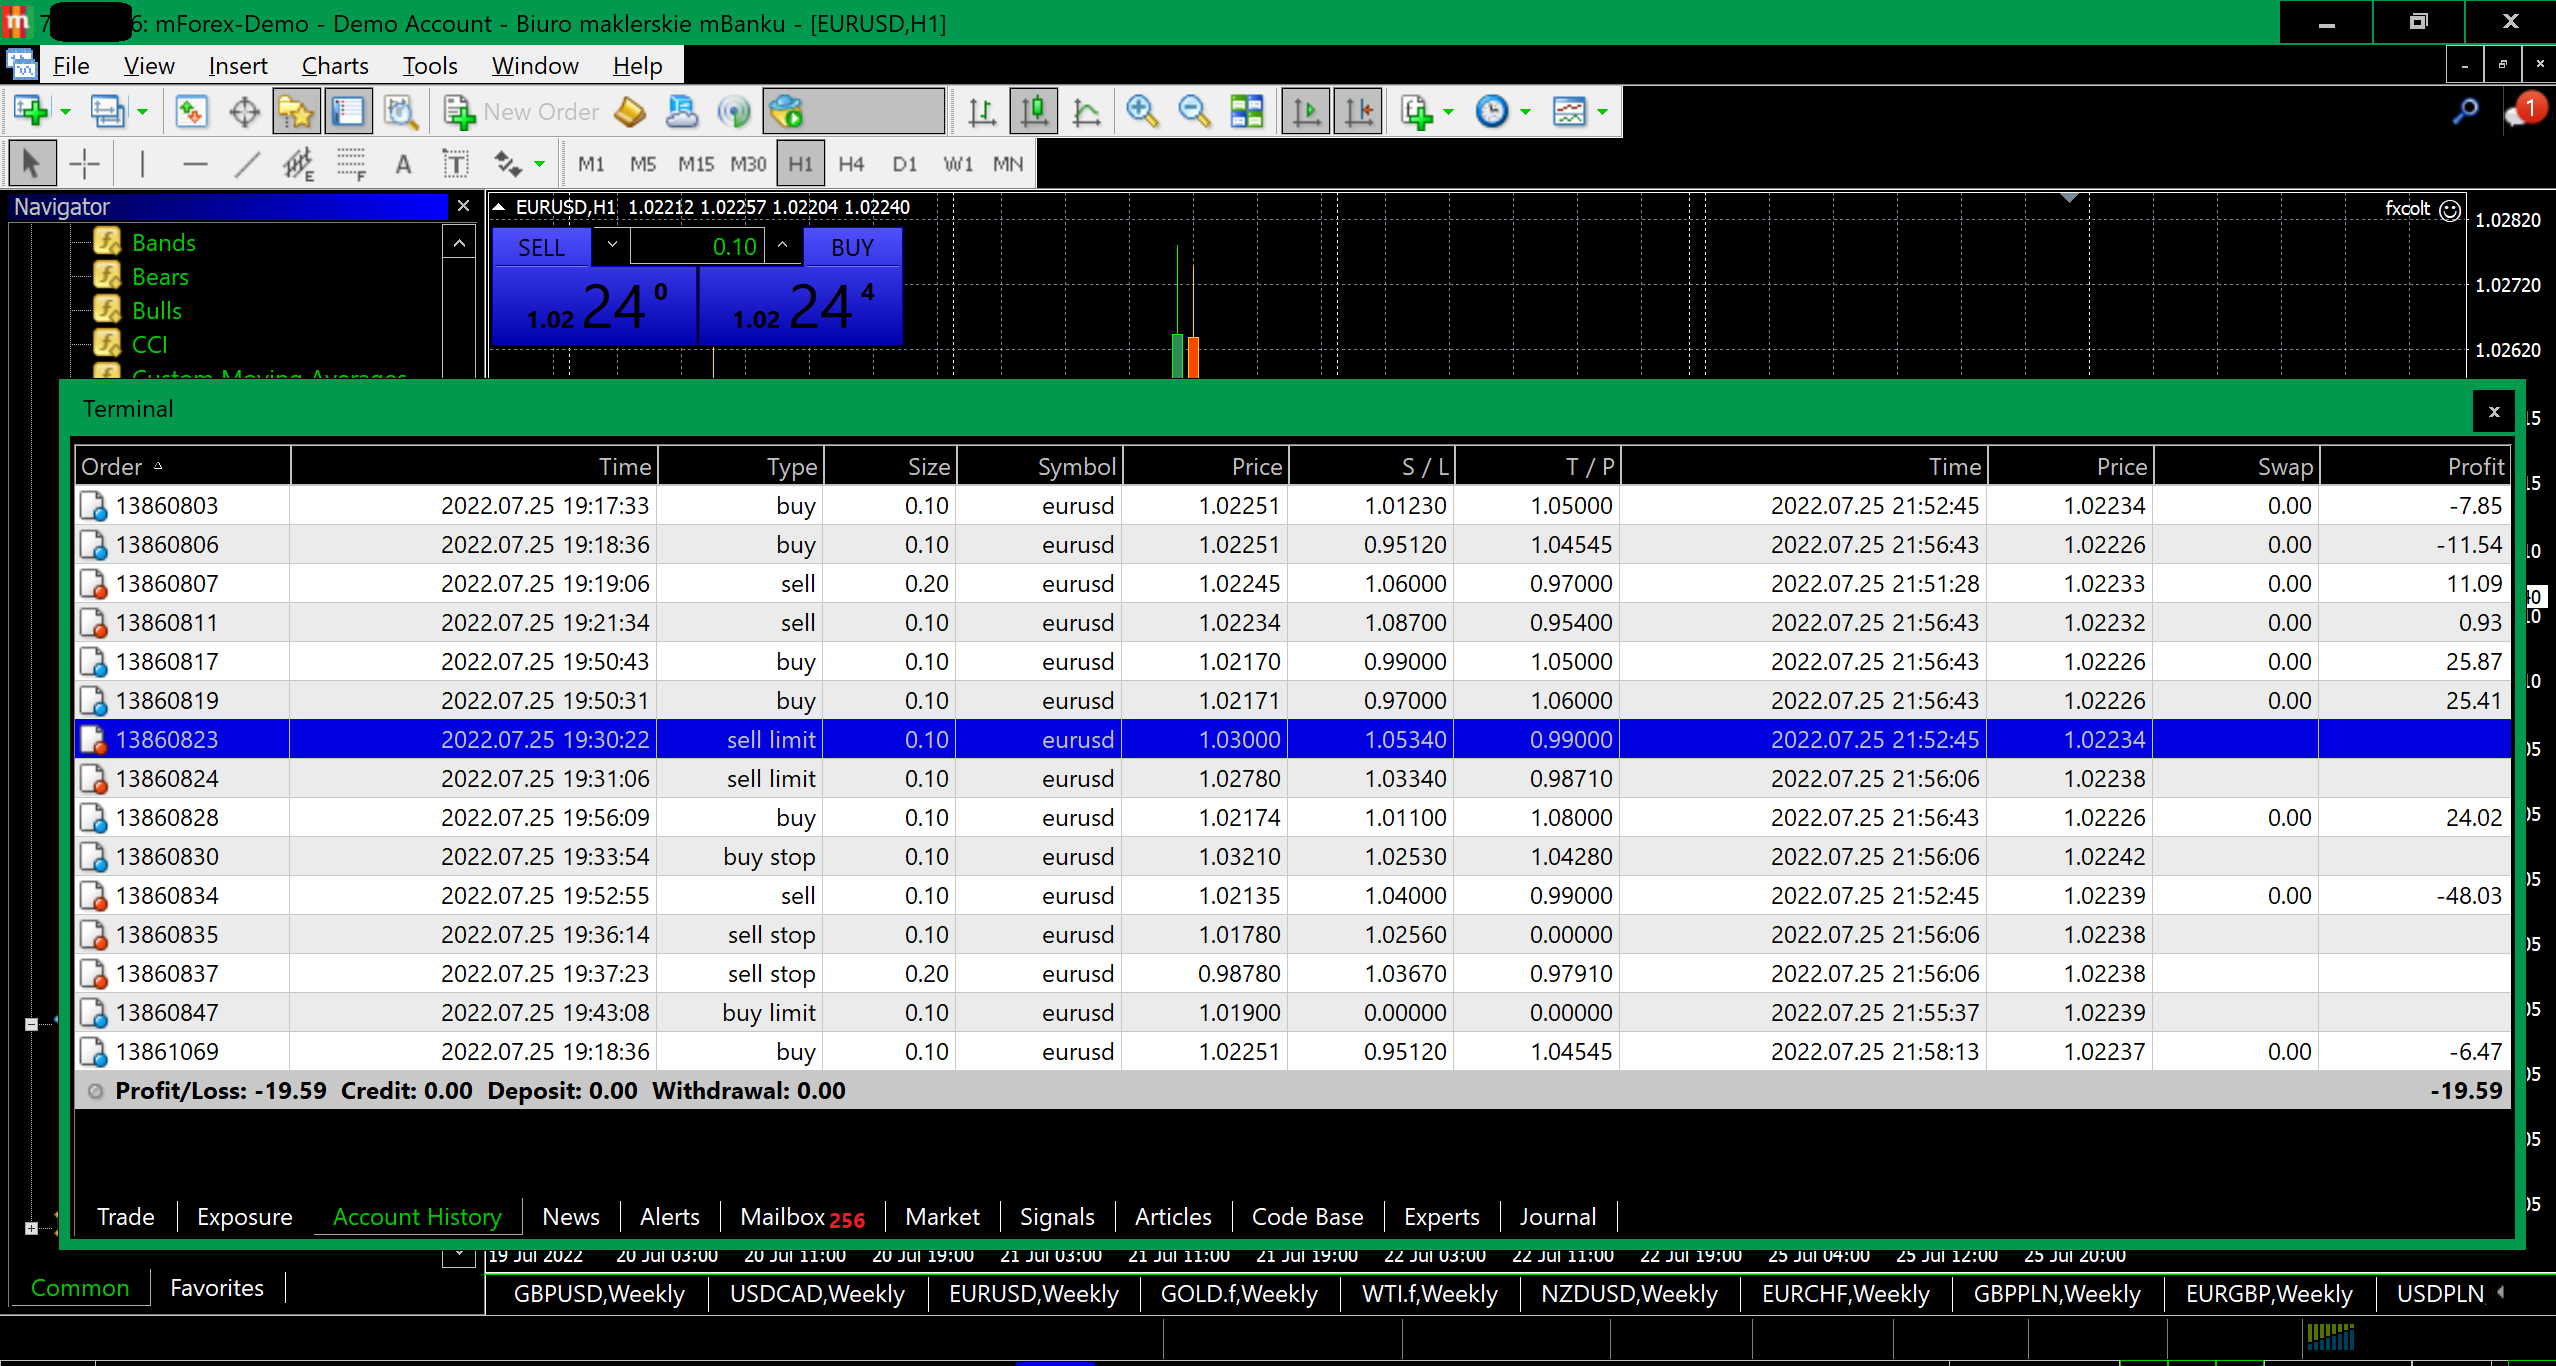 6: mForex-Demo - Demo Account - Biuro maklerskie mBanku - [EURUSD,H1]
File View Insert Charts Tools Window Help
New Order 1
A T E F M1 M5 M15 M30 H1 H4 D1 W1 MN
Navigator
Bands
Bears
Bulls
CCI
Custom Moving Averages
EURUSD,H1 1.02212 1.02257 1.02204 1.02240
fxcolt
SELL 0.10 BUY
1.02 24 0 1.02 24 4
1.02820
1.02720
1.02620
Terminal
Order Time Type Size Symbol Price S / L T / P Time Price Swap Profit
13860803 2022.07.25 19:17:33 buy 0.10 eurusd 1.02251 1.01230 1.05000 2022.07.25 21:52:45 1.02234 0.00 -7.85
13860806 2022.07.25 19:18:36 buy 0.10 eurusd 1.02251 0.95120 1.04545 2022.07.25 21:56:43 1.02226 0.00 -11.54
13860807 2022.07.25 19:19:06 sell 0.20 eurusd 1.02245 1.06000 0.97000 2022.07.25 21:51:28 1.02233 0.00 11.09
13860811 2022.07.25 19:21:34 sell 0.10 eurusd 1.02234 1.08700 0.95400 2022.07.25 21:56:43 1.02232 0.00 0.93
13860817 2022.07.25 19:50:43 buy 0.10 eurusd 1.02170 0.99000 1.05000 2022.07.25 21:56:43 1.02226 0.00 25.87
13860819 2022.07.25 19:50:31 buy 0.10 eurusd 1.02171 0.97000 1.06000 2022.07.25 21:56:43 1.02226 0.00 25.41
13860823 2022.07.25 19:30:22 sell limit 0.10 eurusd 1.03000 1.05340 0.99000 2022.07.25 21:52:45 1.02234
13860824 2022.07.25 19:31:06 sell limit 0.10 eurusd 1.02780 1.03340 0.98710 2022.07.25 21:56:06 1.02238
13860828 2022.07.25 19:56:09 buy 0.10 eurusd 1.02174 1.01100 1.08000 2022.07.25 21:56:43 1.02226 0.00 24.02
13860830 2022.07.25 19:33:54 buy stop 0.10 eurusd 1.03210 1.02530 1.04280 2022.07.25 21:56:06 1.02242
13860834 2022.07.25 19:52:55 sell 0.10 eurusd 1.02135 1.04000 0.99000 2022.07.25 21:52:45 1.02239 0.00 -48.03
13860835 2022.07.25 19:36:14 sell stop 0.10 eurusd 1.01780 1.02560 0.00000 2022.07.25 21:56:06 1.02238
13860837 2022.07.25 19:37:23 sell stop 0.20 eurusd 0.98780 1.03670 0.97910 2022.07.25 21:56:06 1.02238
13860847 2022.07.25 19:43:08 buy limit 0.10 eurusd 1.01900 0.00000 0.00000 2022.07.25 21:55:37 1.02239
13861069 2022.07.25 19:18:36 buy 0.10 eurusd 1.02251 0.95120 1.04545 2022.07.25 21:58:13 1.02237 0.00 -6.47
Profit/Loss: -19.59 Credit: 0.00 Deposit: 0.00 Withdrawal: 0.00 -19.59
Trade Exposure Account History News Alerts Mailbox 256 Market Signals Articles Code Base Experts Journal
19 Jul 2022 20 Jul 03:00 20 Jul 11:00 20 Jul 19:00 21 Jul 03:00 21 Jul 11:00 21 Jul 19:00 22 Jul 03:00 22 Jul 11:00 22 Jul 19:00 25 Jul 04:00 25 Jul 12:00 25 Jul 20:00
Common Favorites
GBPUSD,Weekly USDCAD,Weekly EURUSD,Weekly GOLD.f,Weekly WTI.f,Weekly NZDUSD,Weekly EURCHF,Weekly GBPPLN,Weekly EURGBP,Weekly USDPLN